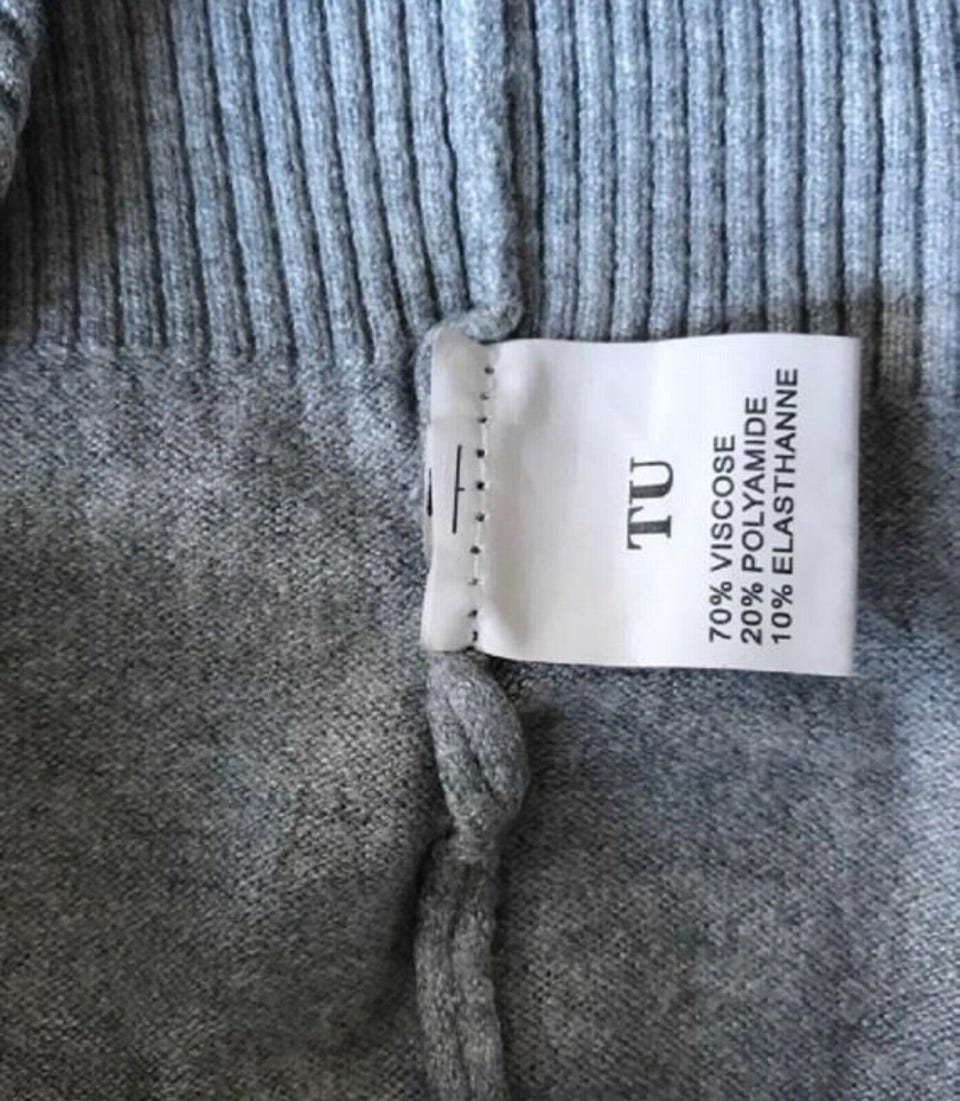 TU
70% VISCOSE
20% POLYAMIDE
10% ELASTHANNE